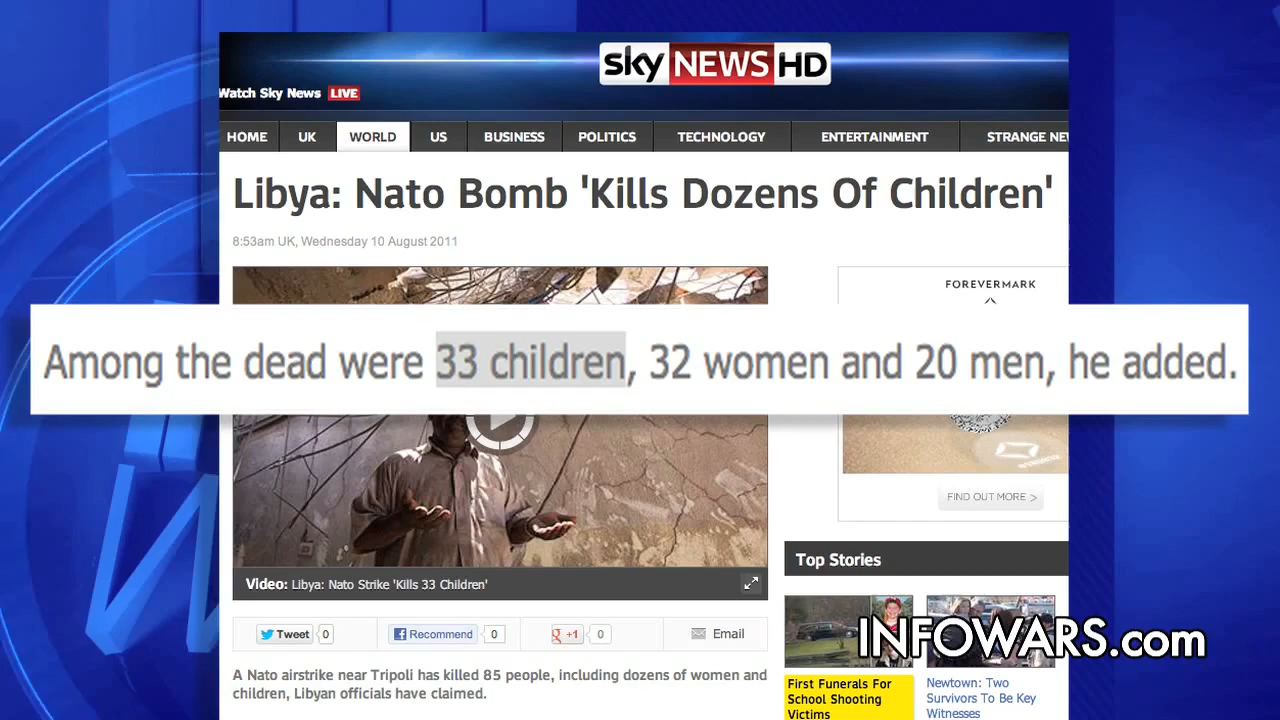 sky NEWS HD
Watch Sky News LIVE
HOME UK WORLD US BUSINESS POLITICS TECHNOLOGY ENTERTAINMENT STRANGE NE
Libya: Nato Bomb 'Kills Dozens Of Children'
8:53am UK, Wednesday 10 August 2011
FOREVERMARK
Among the dead were 33 children, 32 women and 20 men, he added.
FIND OUT MORE >
Top Stories
Video: Libya: Nato Strike 'Kills 33 Children'
Tweet 0 Recommend 0 +1 0 Email
INFOWARS.com
A Nato airstrike near Tripoli has killed 85 people, including dozens of women and
children, Libyan officials have claimed.
First Funerals For
School Shooting
Victims
Newtown: Two
Survivors To Be Key
Witnesses